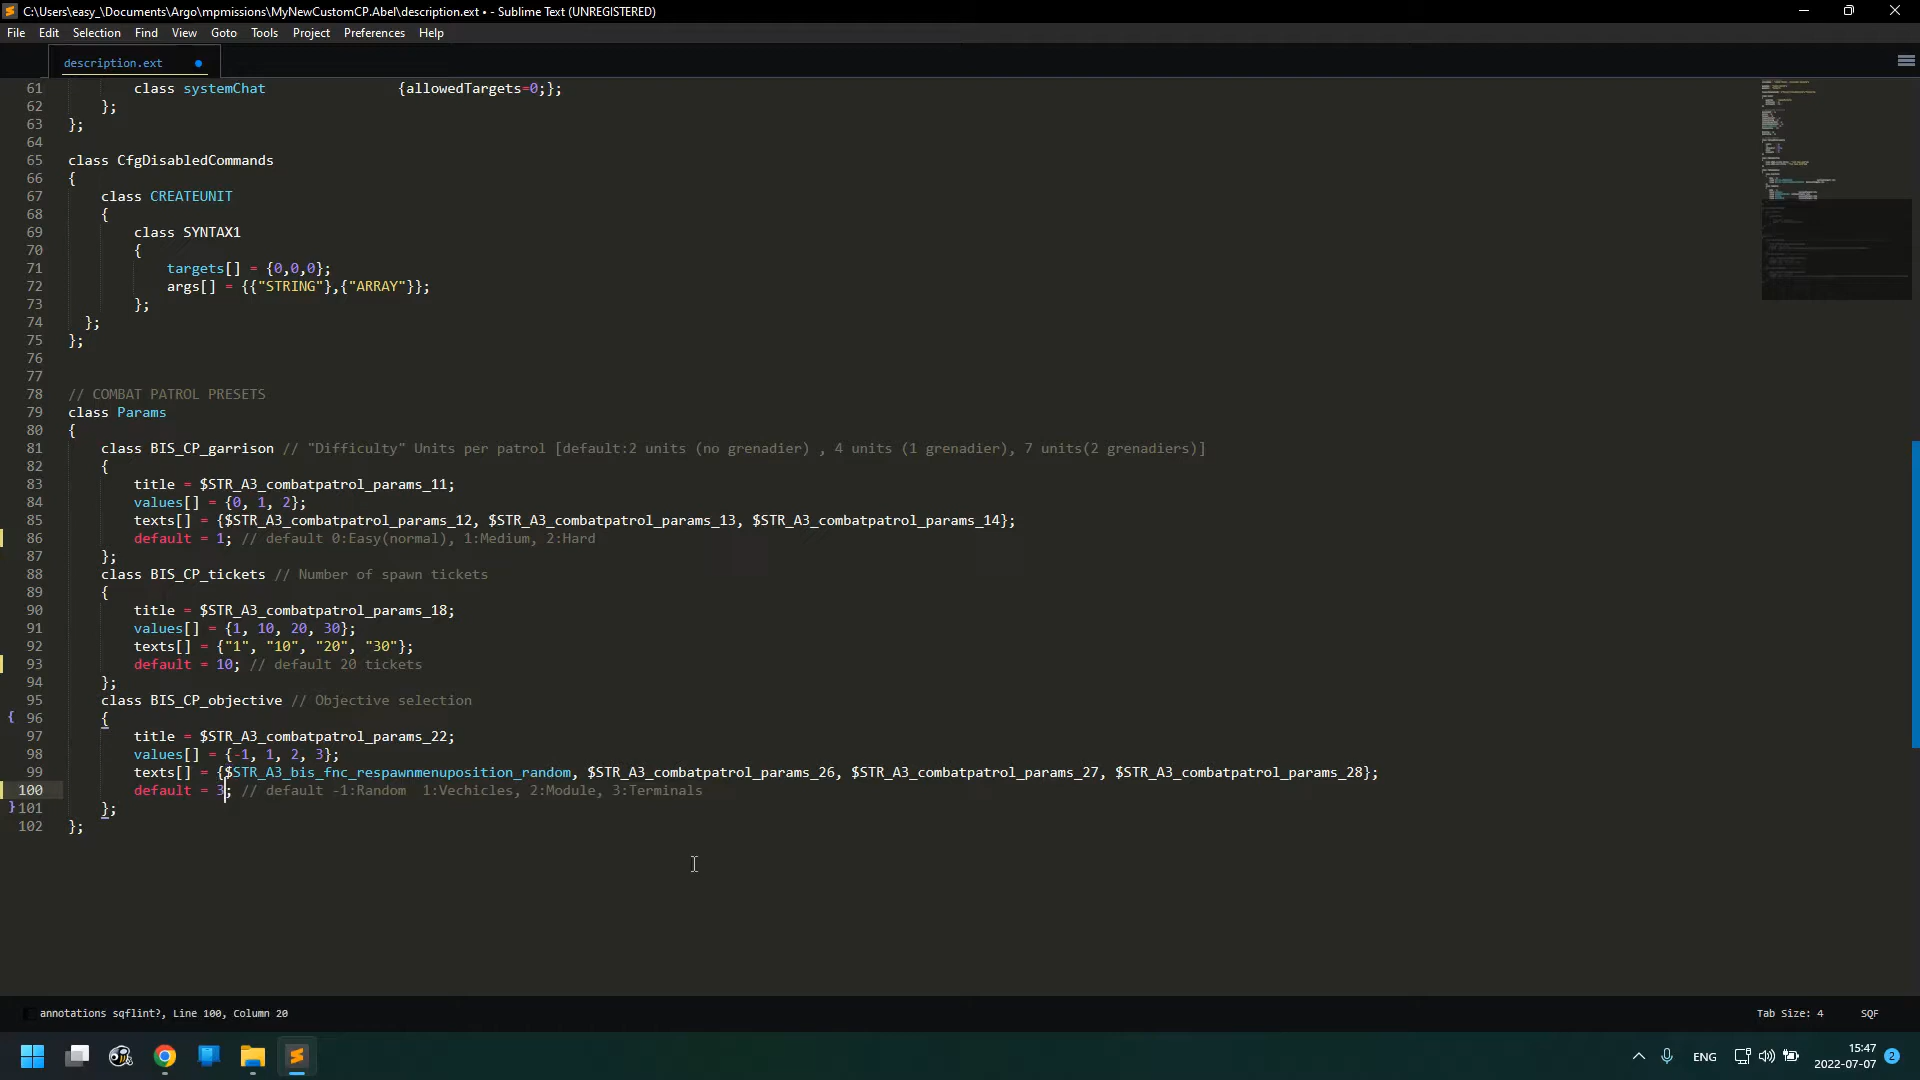 C:\Users\easy_\Documents\Argo\mpmissions\MyNewCustomCP.Abel\description.ext • - Sublime Text (UNREGISTERED)
File Edit Selection Find View Goto Tools Project Preferences Help
description.ext
61 class systemChat {allowedTargets=0;};
62 };
63 };
64
65 class CfgDisabledCommands
66 {
67 class CREATEUNIT
68 {
69 class SYNTAX1
70 {
71 targets[] = {0,0,0};
72 args[] = {{"STRING"},{"ARRAY"}};
73 };
74 };
75 };
76
77
78 // COMBAT PATROL PRESETS
79 class Params
80 {
81 class BIS_CP_garrison // "Difficulty" Units per patrol [default:2 units (no grenadier) , 4 units (1 grenadier), 7 units(2 grenadiers)]
82 {
83 title = $STR_A3_combatpatrol_params_11;
84 values[] = {0, 1, 2};
85 texts[] = {$STR_A3_combatpatrol_params_12, $STR_A3_combatpatrol_params_13, $STR_A3_combatpatrol_params_14};
86 default = 1; // default 0:Easy(normal), 1:Medium, 2:Hard
87 };
88 class BIS_CP_tickets // Number of spawn tickets
89 {
90 title = $STR_A3_combatpatrol_params_18;
91 values[] = {1, 10, 20, 30};
92 texts[] = {"1", "10", "20", "30"};
93 default = 10; // default 20 tickets
94 };
95 class BIS_CP_objective // Objective selection
{ 96 {
97 title = $STR_A3_combatpatrol_params_22;
98 values[] = {-1, 1, 2, 3};
99 texts[] = {$STR_A3_bis_fnc_respawnmenuposition_random, $STR_A3_combatpatrol_params_26, $STR_A3_combatpatrol_params_27, $STR_A3_combatpatrol_params_28};
100 default = 3; // default -1:Random 1:Vechicles, 2:Module, 3:Terminals
} 101 };
102 };
annotations sqflint?, Line 100, Column 20 Tab Size: 4 SQF
ENG 15:47 2
2022-07-07